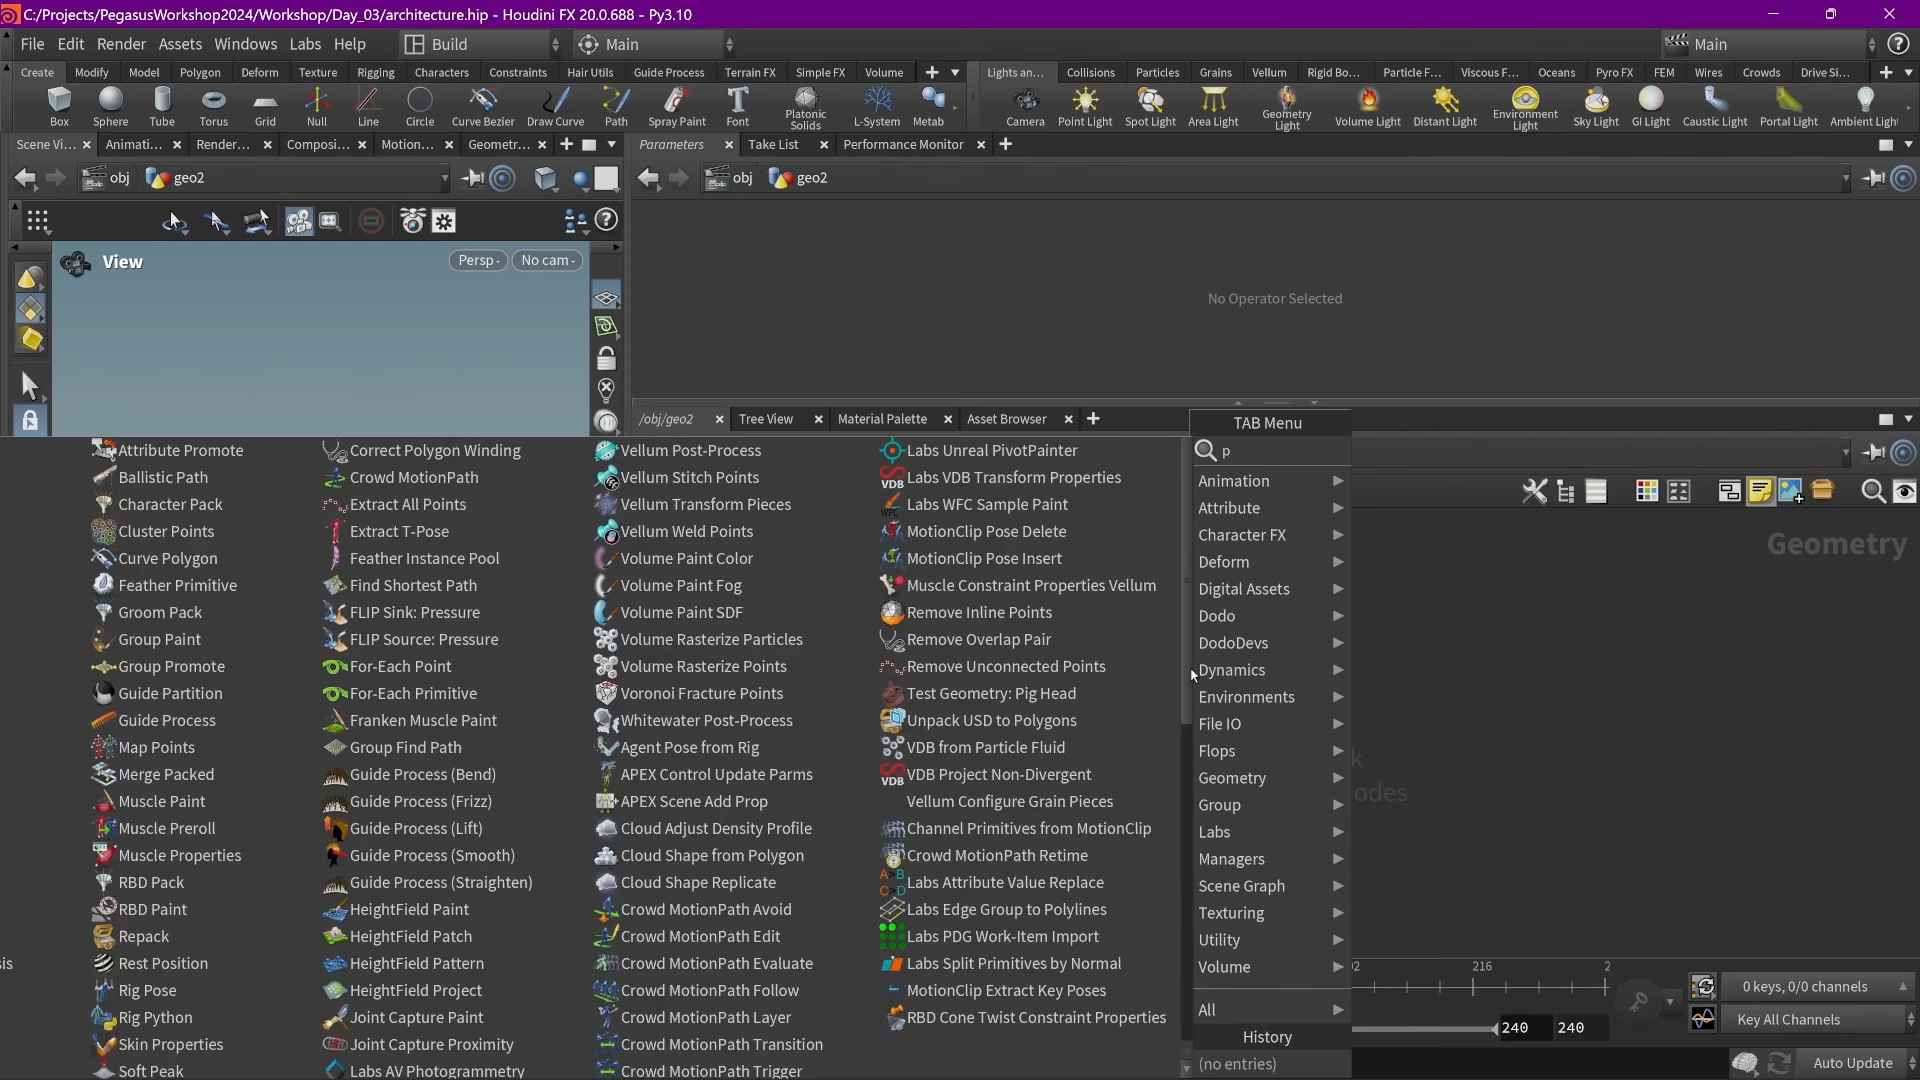 C:/Projects/PegasusWorkshop2024/Workshop/Day_03/architecture.hip - Houdini FX 20.0.688 - Py3.10
File Edit Render Assets Windows Labs Help Build Main Main
Create Modify Model Polygon Deform Texture Rigging Characters Constraints Hair Utils Guide Process Terrain FX Simple FX Volume
Lights an... Collisions Particles Grains Vellum Rigid Bo... Particle F... Viscous F... Oceans Pyro FX FEM Wires Crowds Drive Si...
Box Sphere Tube Torus Grid Null Line Circle Curve Bezier Draw Curve Path Spray Paint Font Platonic Solids L-System Metab
Camera Point Light Spot Light Area Light Geometry Light Volume Light Distant Light Environment Light Sky Light GI Light Caustic Light Portal Light Ambient Light
Scene Vi... Animati... Render... Composi... Motion... Geometr...
Parameters Take List Performance Monitor
obj geo2
obj geo2
View Persp No cam
No Operator Selected
/obj/geo2 Tree View Material Palette Asset Browser
Geometry
Attribute Promote
Ballistic Path
Character Pack
Cluster Points
Curve Polygon
Feather Primitive
Groom Pack
Group Paint
Group Promote
Guide Partition
Guide Process
Map Points
Merge Packed
Muscle Paint
Muscle Preroll
Muscle Properties
RBD Pack
RBD Paint
Repack
sis
Rest Position
Rig Pose
Rig Python
Skin Properties
Soft Peak
Correct Polygon Winding
Crowd MotionPath
Extract All Points
Extract T-Pose
Feather Instance Pool
Find Shortest Path
FLIP Sink: Pressure
FLIP Source: Pressure
For-Each Point
For-Each Primitive
Franken Muscle Paint
Group Find Path
Guide Process (Bend)
Guide Process (Frizz)
Guide Process (Lift)
Guide Process (Smooth)
Guide Process (Straighten)
HeightField Paint
HeightField Patch
HeightField Pattern
HeightField Project
Joint Capture Paint
Joint Capture Proximity
Labs AV Photogrammetry
Vellum Post-Process
Vellum Stitch Points
Vellum Transform Pieces
Vellum Weld Points
Volume Paint Color
Volume Paint Fog
Volume Paint SDF
Volume Rasterize Particles
Volume Rasterize Points
Voronoi Fracture Points
Whitewater Post-Process
Agent Pose from Rig
APEX Control Update Parms
APEX Scene Add Prop
Cloud Adjust Density Profile
Cloud Shape from Polygon
Cloud Shape Replicate
Crowd MotionPath Avoid
Crowd MotionPath Edit
Crowd MotionPath Evaluate
Crowd MotionPath Follow
Crowd MotionPath Layer
Crowd MotionPath Transition
Crowd MotionPath Trigger
Labs Unreal PivotPainter
Labs VDB Transform Properties
Labs WFC Sample Paint
MotionClip Pose Delete
MotionClip Pose Insert
Muscle Constraint Properties Vellum
Remove Inline Points
Remove Overlap Pair
Remove Unconnected Points
Test Geometry: Pig Head
Unpack USD to Polygons
VDB from Particle Fluid
VDB Project Non-Divergent
Vellum Configure Grain Pieces
Channel Primitives from MotionClip
Crowd MotionPath Retime
Labs Attribute Value Replace
Labs Edge Group to Polylines
Labs PDG Work-Item Import
Labs Split Primitives by Normal
MotionClip Extract Key Poses
RBD Cone Twist Constraint Properties
TAB Menu
p
Animation
Attribute
Character FX
Deform
Digital Assets
Dodo
DodoDevs
Dynamics
Environments
File IO
Flops
Geometry
Group
Labs
Managers
Scene Graph
Texturing
Utility
Volume
All
History
(no entries)
k
odes
216 2
240 240
0 keys, 0/0 channels
Key All Channels
Auto Update